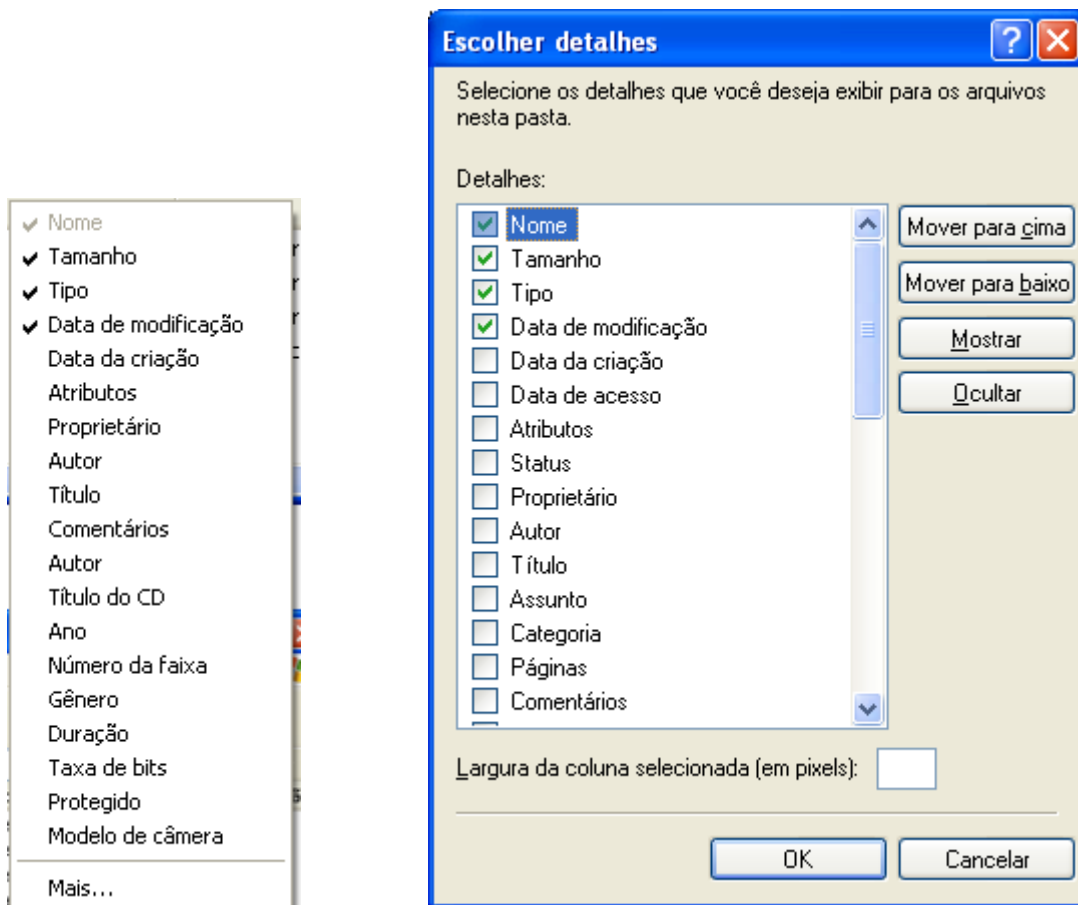 Nome
Tamanho
Tipo
Data de modificação
Data da criação
Atributos
Proprietário
Autor
Título
Comentários
Autor
Título do CD
Ano
Número da faixa
Gênero
Duração
Taxa de bits
Protegido
Modelo de câmera
Mais...
Escolher detalhes
Selecione os detalhes que você deseja exibir para os arquivos
nesta pasta.
Detalhes:
Nome
Tamanho
Tipo
Data de modificação
Data da criação
Data de acesso
Atributos
Status
Proprietário
Autor
Título
Assunto
Categoria
Páginas
Comentários
Mover para cima
Mover para baixo
Mostrar
Ocultar
Largura da coluna selecionada (em pixels):
OK
Cancelar